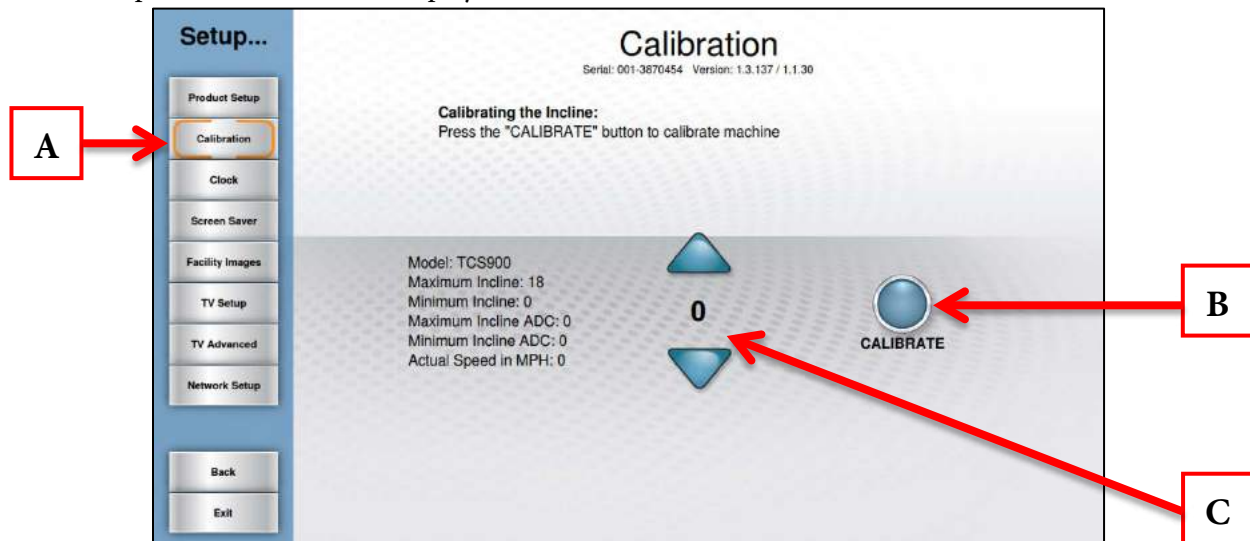 Setup...
Calibration
Serial: 001-3870454 Version: 1.3.137 / 1.1.30
Product Setup
Calibration
Clock
Screen Saver
Facility Images
TV Setup
TV Advanced
Network Setup
Back
Exit
Calibrating the Incline:
Press the "CALIBRATE" button to calibrate machine
Model: TCS900
Maximum Incline: 18
Minimum Incline: 0
Maximum Incline ADC: 0
Minimum Incline ADC: 0
Actual Speed in MPH: 0
0
CALIBRATE
A
B
C